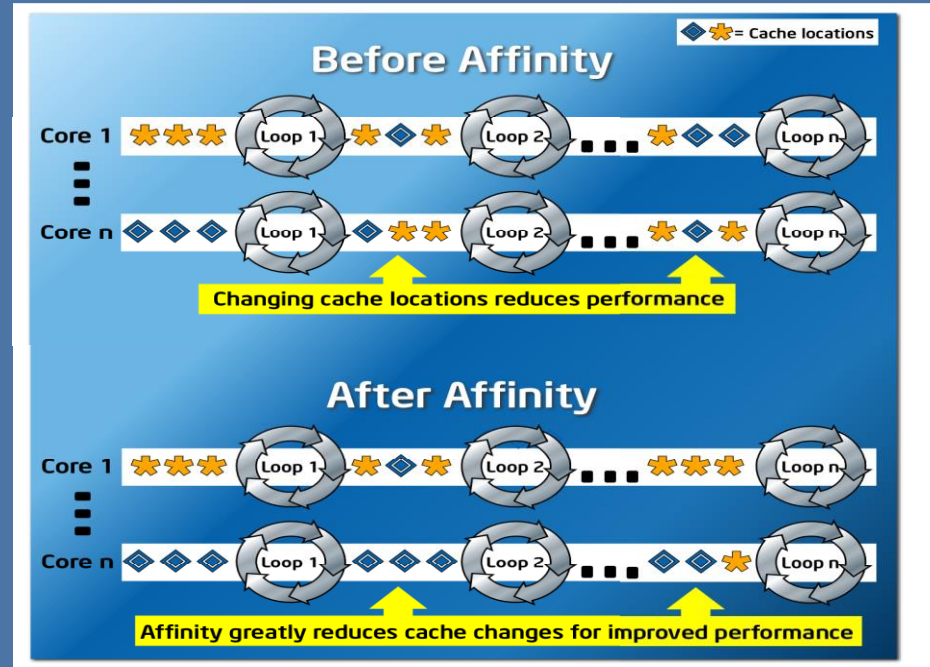 = Cache locations
Before Affinity
Core 1 Loop 1 Loop 2 Loop n
Core n Loop 1 Loop 2 Loop n
Changing cache locations reduces performance
After Affinity
Core 1 Loop 1 Loop 2 Loop n
Core n Loop 1 Loop 2 Loop n
Affinity greatly reduces cache changes for improved performance